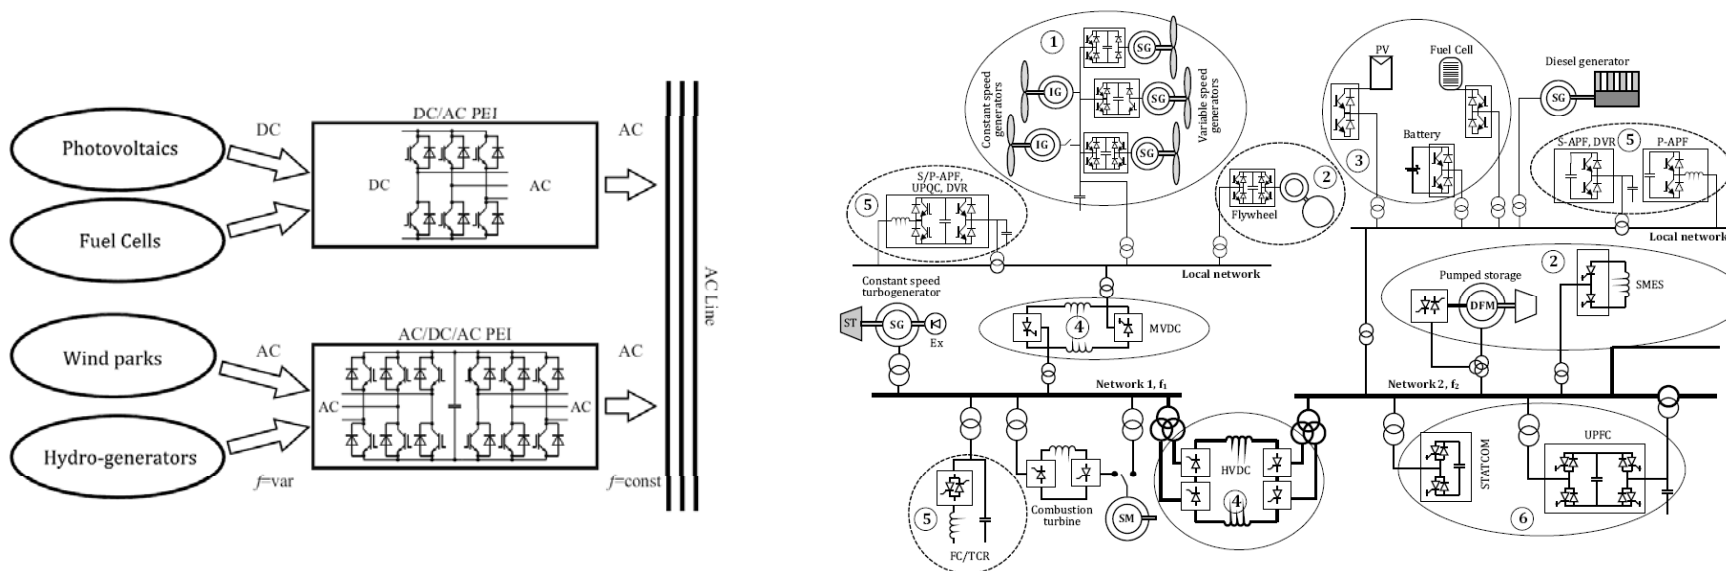 Photovoltaics
Fuel Cells
Wind parks
Hydro-generators
DC
AC
f=var
DC/AC PEI
DC
AC
AC/DC/AC PEI
AC
AC
AC
AC
f=const
AC Line
1
Constant speed
generators
IG
IG
SG
SG
SG
Variable speed
generators
S/P-APF,
UPQC, DVR
5
2
Flywheel
Local network
Constant speed
turbogenerator
ST
SG
Ex
4
MVDC
Network 1, f₁
5
FC/TCR
Combustion
turbine
SM
HVDC
4
PV
Fuel Cell
Battery
3
Diesel generator
SG
S-APF, DVR
5
P-APF
Local network
2
Pumped storage
DFM
SMES
Network 2, f₂
STATCOM
UPFC
6